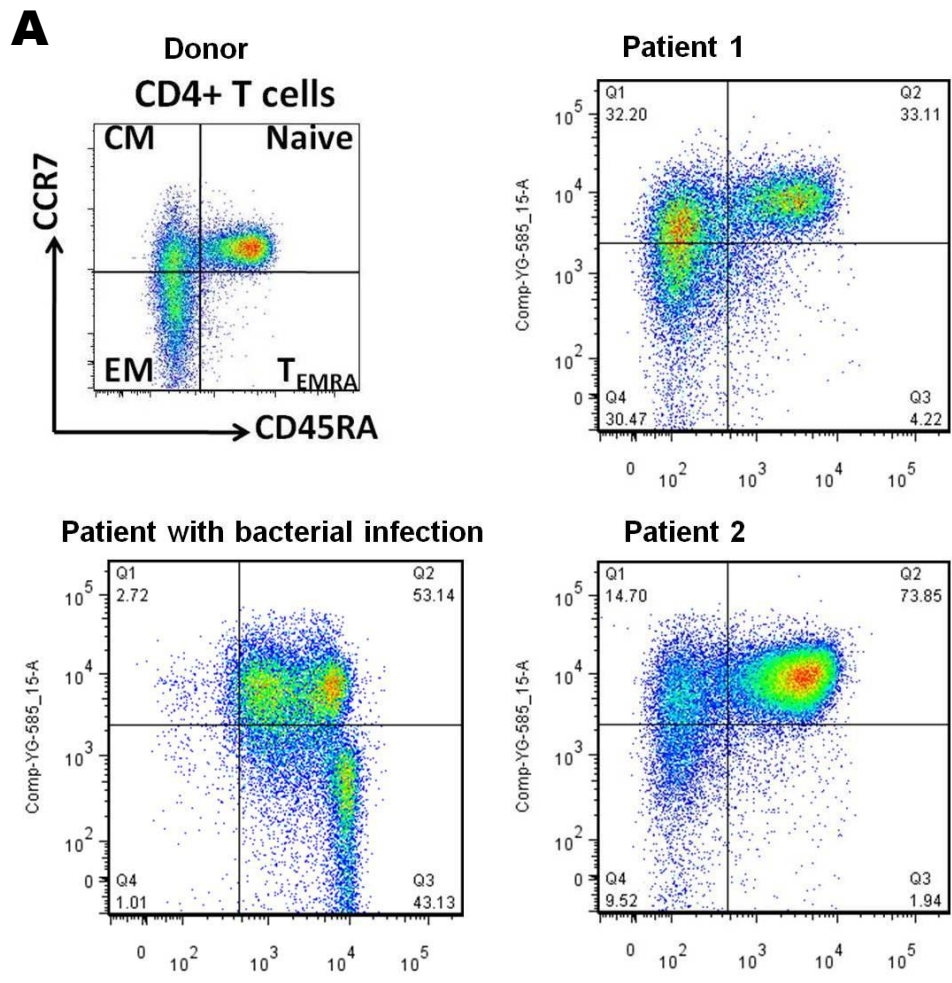 A
Donor
CD4+ T cells
CM Naive
EM TEMRA
CCR7
CD45RA
Patient 1
Q1 Q2
32.20 33.11
10^5
10^4
10^3
10^2
0
Comp-YG-585_15-A
Q4 Q3
30.47 4.22
0 10^2 10^3 10^4 10^5
Patient with bacterial infection
Q1 Q2
2.72 53.14
10^5
10^4
10^3
10^2
0
Comp-YG-585_15-A
Q4 Q3
1.01 43.13
0 10^2 10^3 10^4 10^5
Patient 2
Q1 Q2
14.70 73.85
10^5
10^4
10^3
10^2
0
Comp-YG-585_15-A
Q4 Q3
9.52 1.94
0 10^2 10^3 10^4 10^5